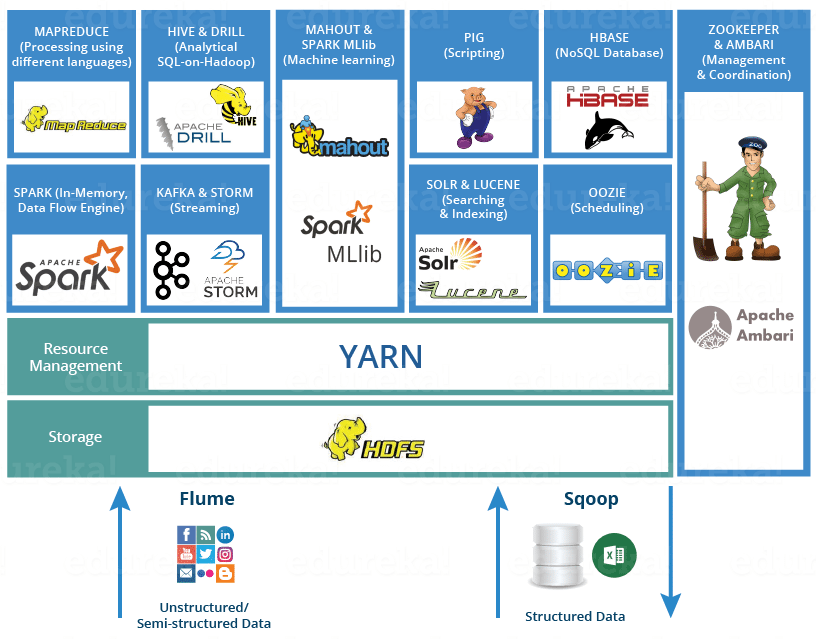 MAPREDUCE
(Processing using
different languages)
MapReduce
HIVE & DRILL
(Analytical
SQL-on-Hadoop)
HIVE
APACHE
DRILL
MAHOUT &
SPARK MLlib
(Machine learning)
mahout
Spark
MLlib
PIG
(Scripting)
HBASE
(NoSQL Database)
APACHE
HBASE
ZOOKEEPER
& AMBARI
(Management
& Coordination)
ZOO
Apache
Ambari
SPARK (In-Memory,
Data Flow Engine)
APACHE
Spark
KAFKA & STORM
(Streaming)
APACHE
STORM
SOLR & LUCENE
(Searching
& Indexing)
Apache
Solr
Lucene
OOZIE
(Scheduling)
OOZIE
Resource
Management
YARN
Storage
HDFS
Flume
Unstructured/
Semi-structured Data
Sqoop
Structured Data
edureka!